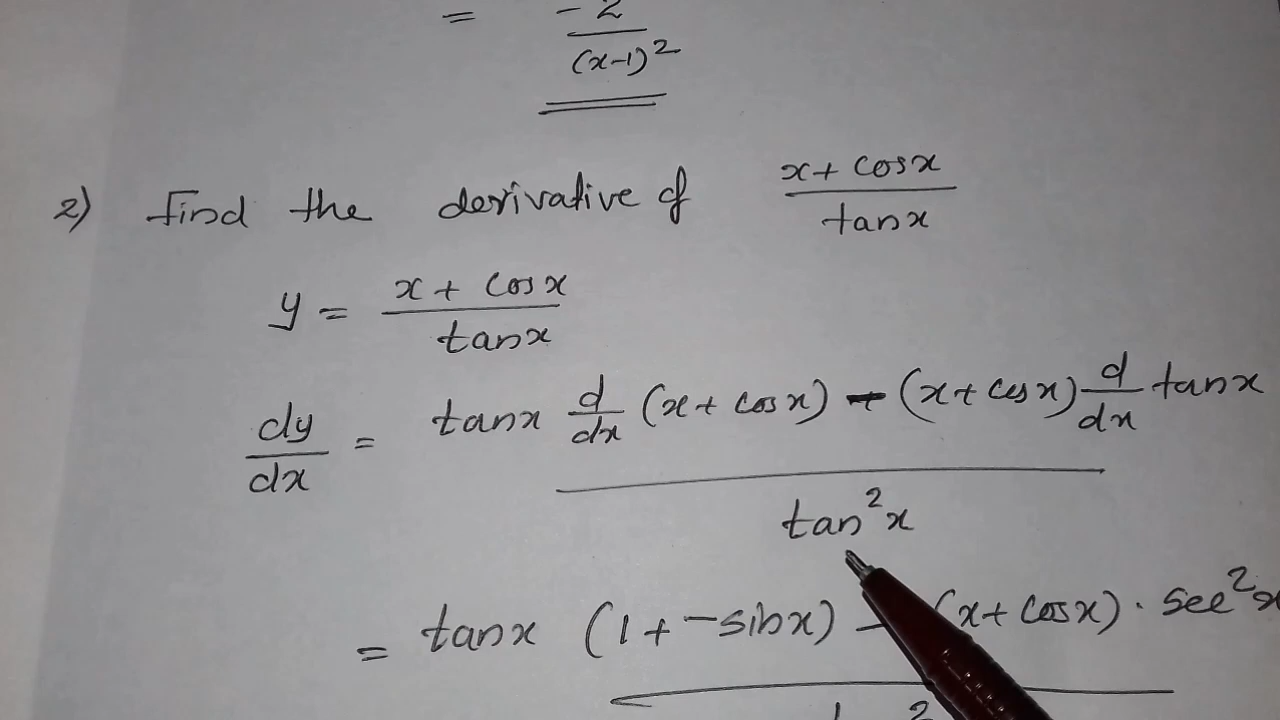 = -2 / (x-1)²
2) Find the derivative of (x + cosx) / tanx
y = (x + cosx) / tanx
dy/dx = [tanx d/dx (x + cosx) - (x + cosx) d/dx tanx] / tan²x
= tanx (1 + -sinx) - (x + cosx) · sec²x